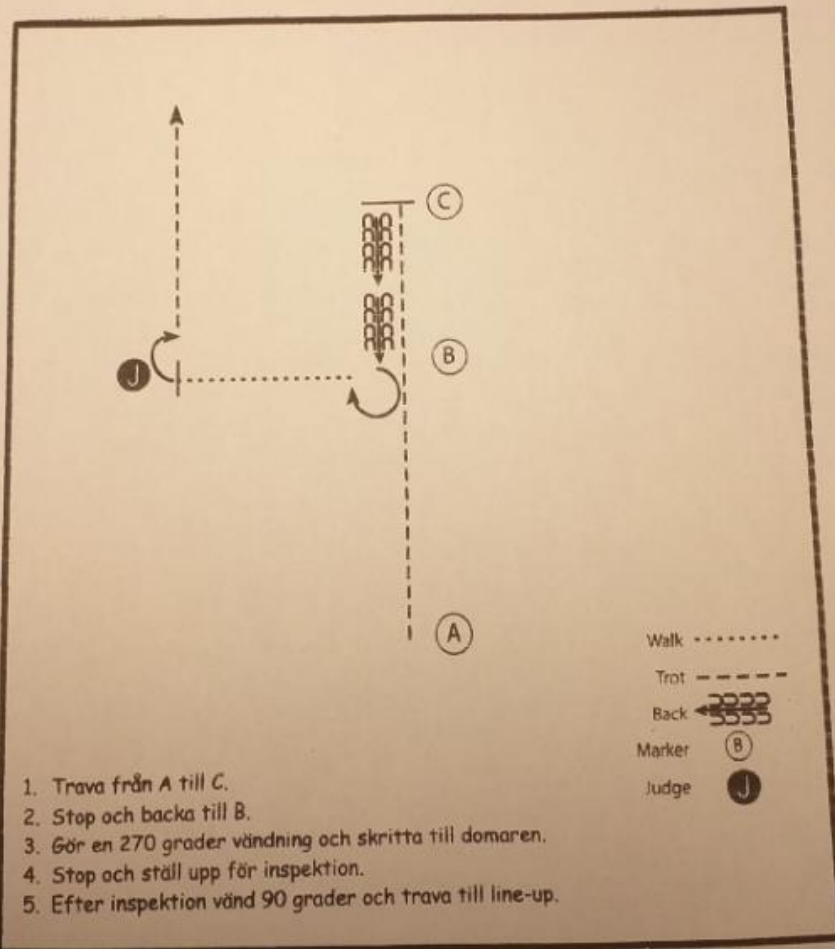 C
B
J
A
Walk
Trot
Back
Marker B
Judge J
1. Trava från A till C.
2. Stop och backa till B.
3. Gör en 270 grader vändning och skritta till domaren.
4. Stop och ställ upp för inspektion.
5. Efter inspektion vänd 90 grader och trava till line-up.